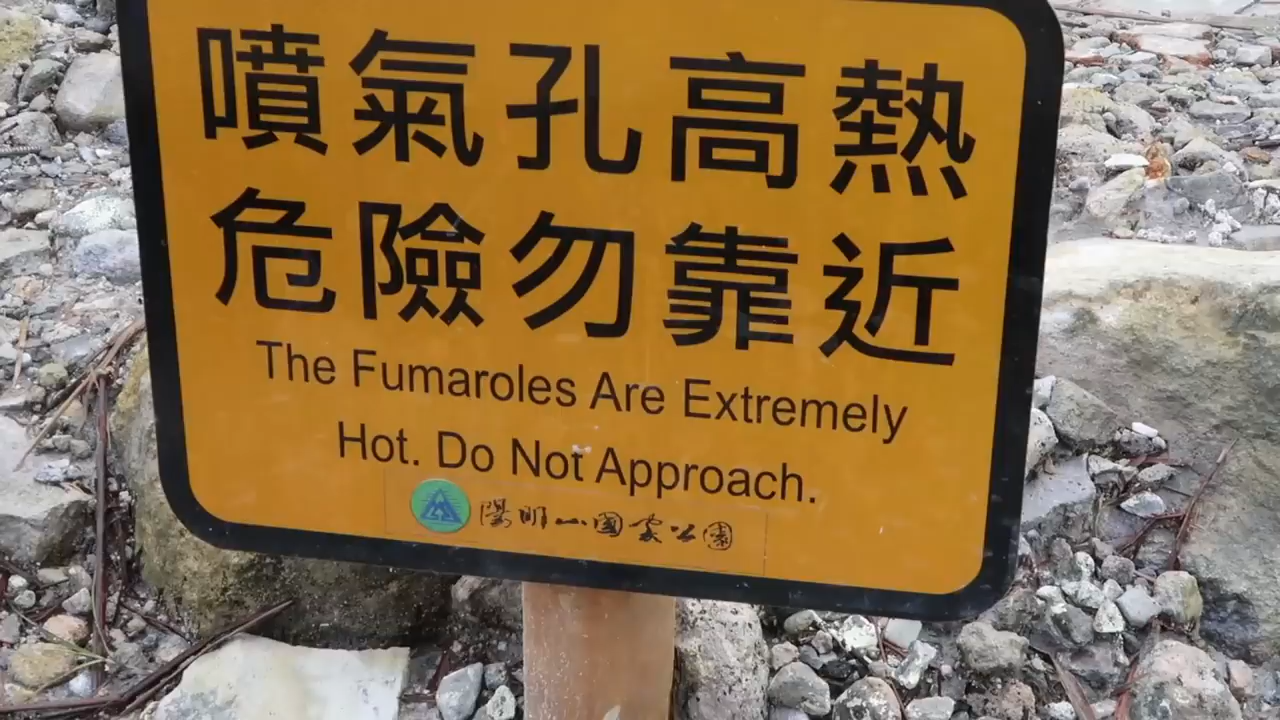 噴氣孔高熱
危險勿靠近
The Fumaroles Are Extremely
Hot. Do Not Approach.
陽明山國家公園